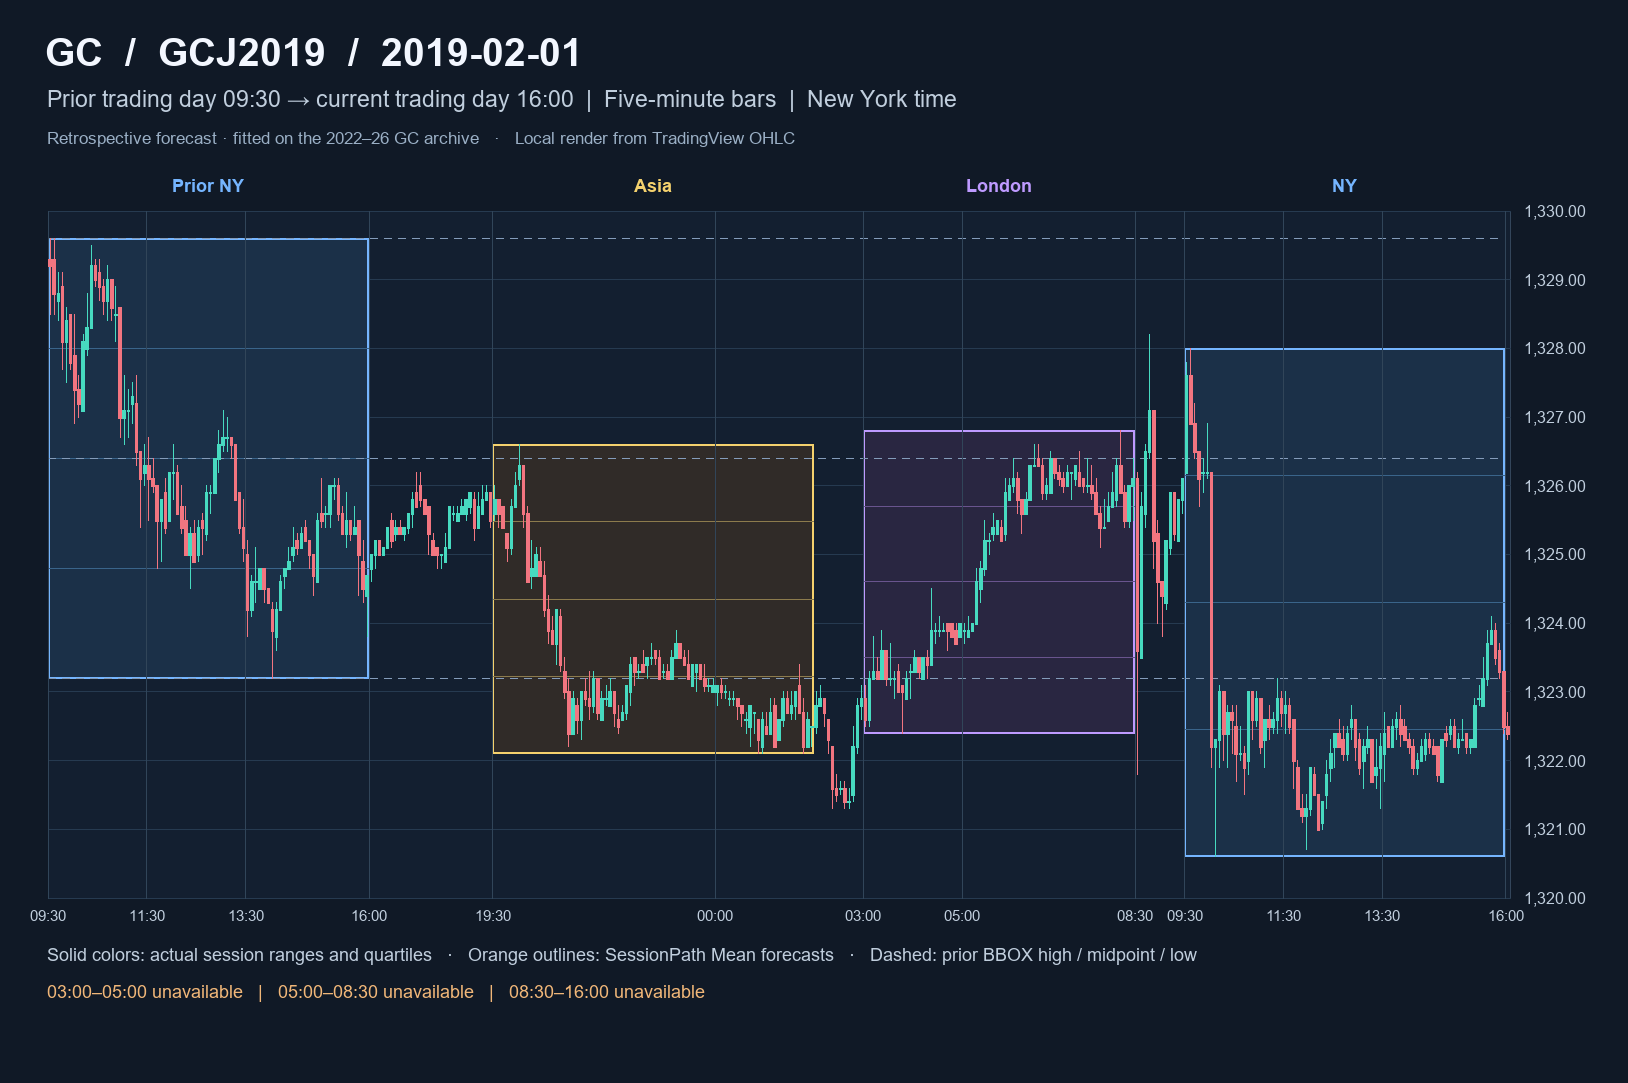 GC / GCJ2019 / 2019-02-01
Prior trading day 09:30 → current trading day 16:00 | Five-minute bars | New York time
Retrospective forecast · fitted on the 2022–26 GC archive · Local render from TradingView OHLC
Prior NY Asia London NY
1,330.00
1,329.00
1,328.00
1,327.00
1,326.00
1,325.00
1,324.00
1,323.00
1,322.00
1,321.00
1,320.00
09:30 11:30 13:30 16:00 19:30 00:00 03:00 05:00 08:30 09:30 11:30 13:30 16:00
Solid colors: actual session ranges and quartiles · Orange outlines: SessionPath Mean forecasts · Dashed: prior BBOX high / midpoint / low
03:00–05:00 unavailable | 05:00–08:30 unavailable | 08:30–16:00 unavailable